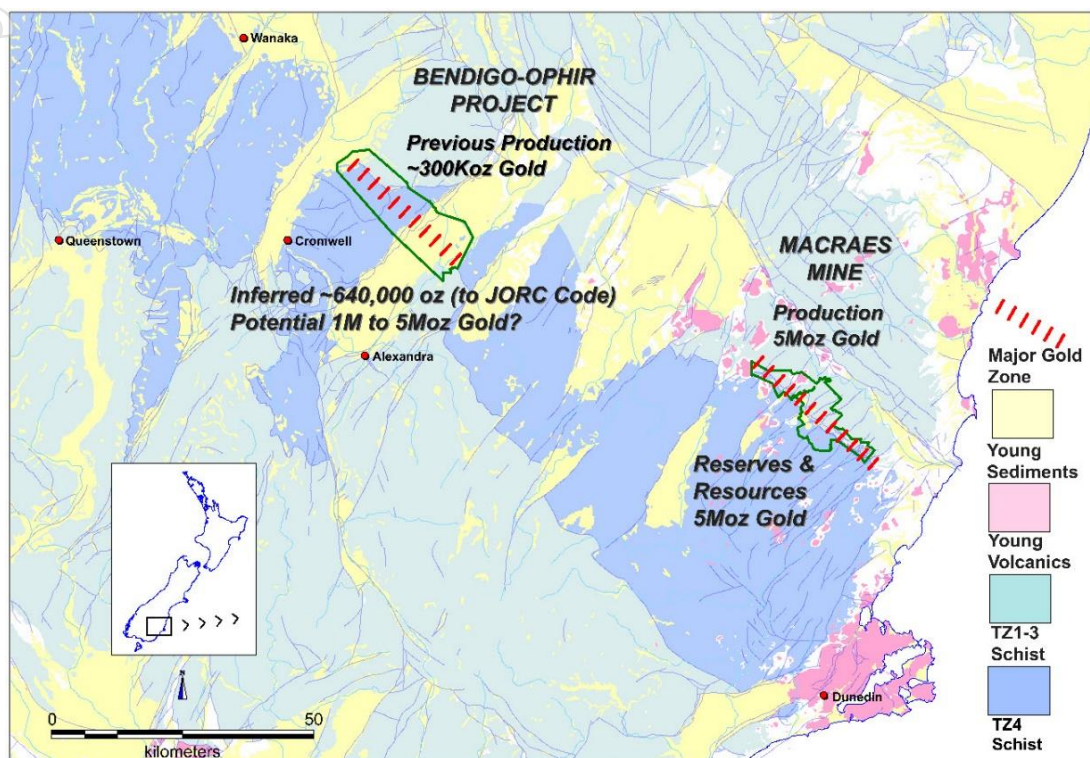 Wanaka
BENDIGO-OPHIR
PROJECT
Previous Production
~300Koz Gold
Queenstown
Cromwell
MACRAES
MINE
Inferred ~640,000 oz (to JORC Code)
Potential 1M to 5Moz Gold?
Production
5Moz Gold
Alexandra
Reserves &
Resources
5Moz Gold
Major Gold
Zone
Young
Sediments
Young
Volcanics
TZ1-3
Schist
TZ4
Schist
Dunedin
N
0 50
kilometers